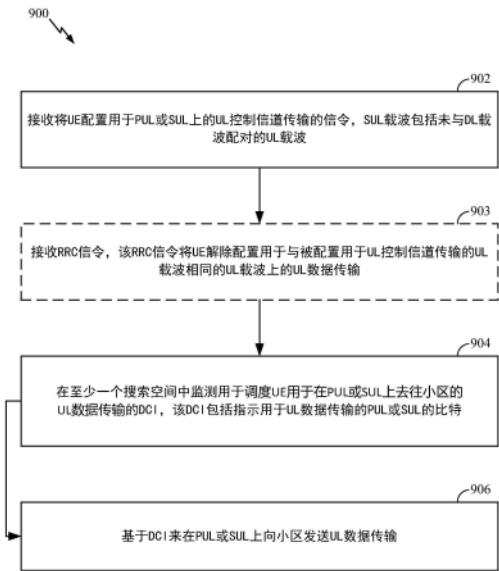 900
902
接收将UE配置用于PUL或SUL上的UL控制信道传输的信令，SUL载波包括未与DL载
波配对的UL载波
903
接收RRC信令，该RRC信令将UE解除配置用于与被配置用于UL控制信道传输的UL
载波相同的UL载波上的UL数据传输
904
在至少一个搜索空间中监测用于调度UE用于在PUL或SUL上去往小区的
UL数据传输的DCI，该DCI包括指示用于UL数据传输的PUL或SUL的比特
906
基于DCI来在PUL或SUL上向小区发送UL数据传输